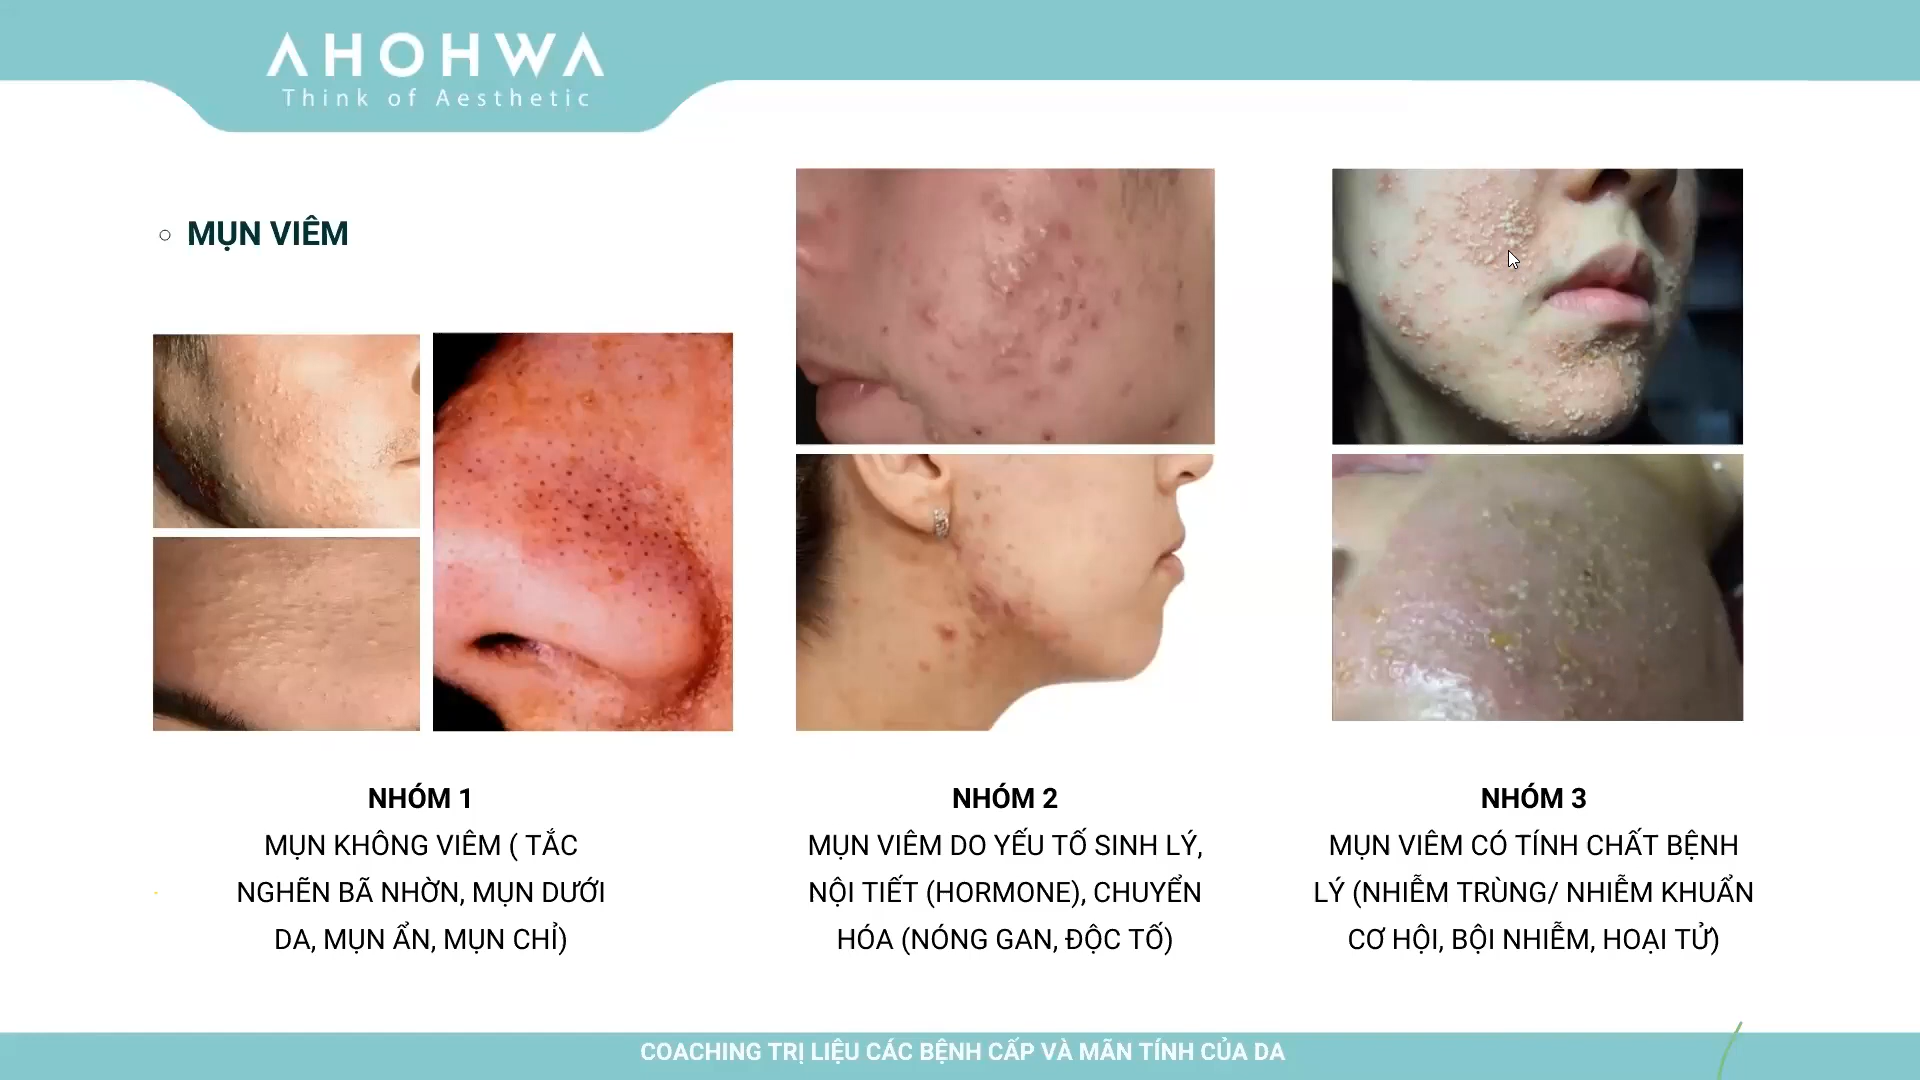 AHOHWA
Think of Aesthetic
MỤN VIÊM
NHÓM 1
MỤN KHÔNG VIÊM ( TẮC
NGHẼN BÃ NHỜN, MỤN DƯỚI
DA, MỤN ẨN, MỤN CHỈ)
NHÓM 2
MỤN VIÊM DO YẾU TỐ SINH LÝ,
NỘI TIẾT (HORMONE), CHUYỂN
HÓA (NÓNG GAN, ĐỘC TỐ)
NHÓM 3
MỤN VIÊM CÓ TÍNH CHẤT BỆNH
LÝ (NHIỄM TRÙNG/ NHIỄM KHUẨN
CƠ HỘI, BỘI NHIỄM, HOẠI TỬ)
COACHING TRỊ LIỆU CÁC BỆNH CẤP VÀ MÃN TÍNH CỦA DA